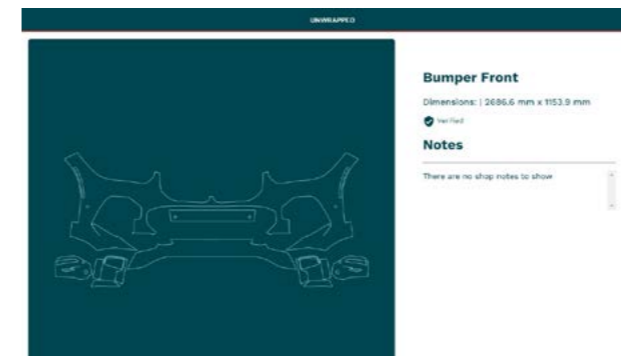 UNWRAPPED
Bumper Front
Dimensions: | 2686.6 mm x 1153.9 mm
Verified
Notes
There are no shop notes to show